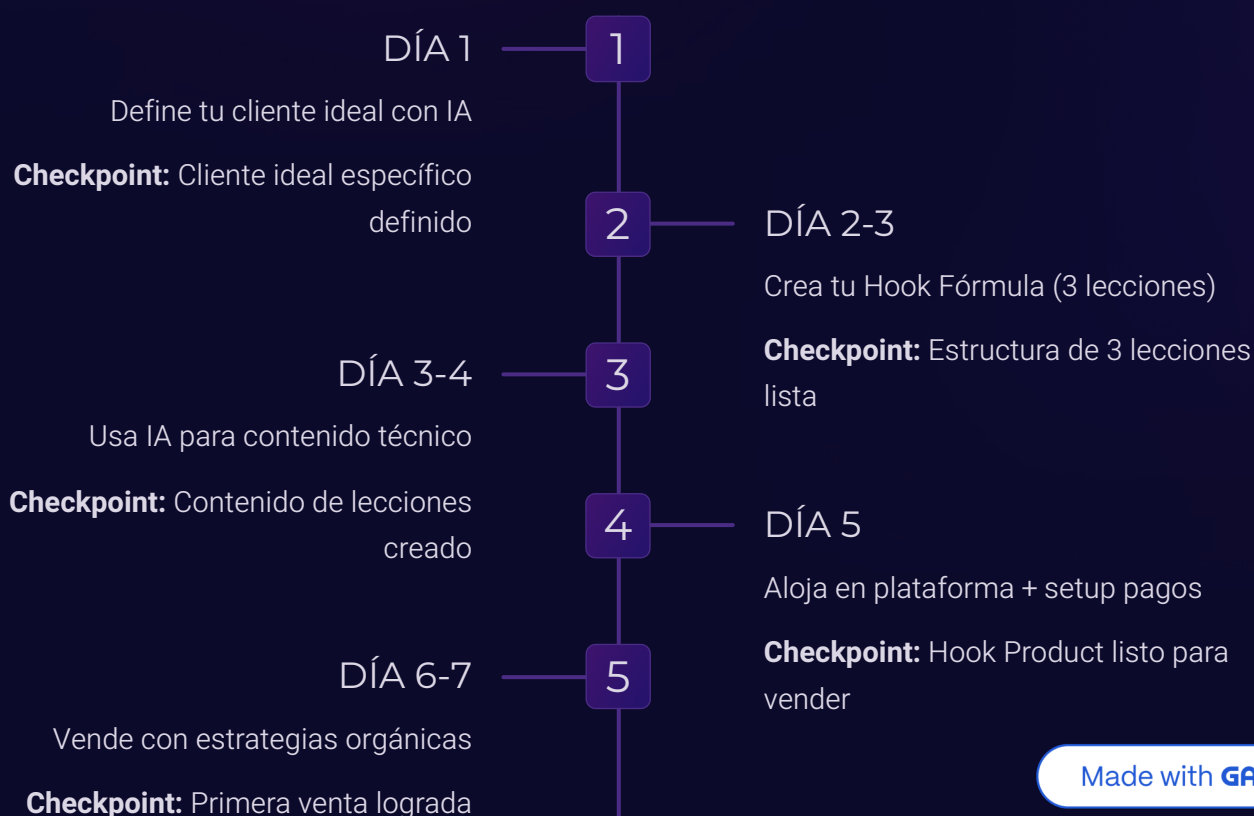 DÍA 1
1
Define tu cliente ideal con IA
Checkpoint: Cliente ideal específico
definido
2
DÍA 2-3
Crea tu Hook Fórmula (3 lecciones)
Checkpoint: Estructura de 3 lecciones
lista
DÍA 3-4
3
Usa IA para contenido técnico
Checkpoint: Contenido de lecciones
creado
4
DÍA 5
Aloja en plataforma + setup pagos
Checkpoint: Hook Product listo para
vender
DÍA 6-7
5
Vende con estrategias orgánicas
Checkpoint: Primera venta lograda
Made with